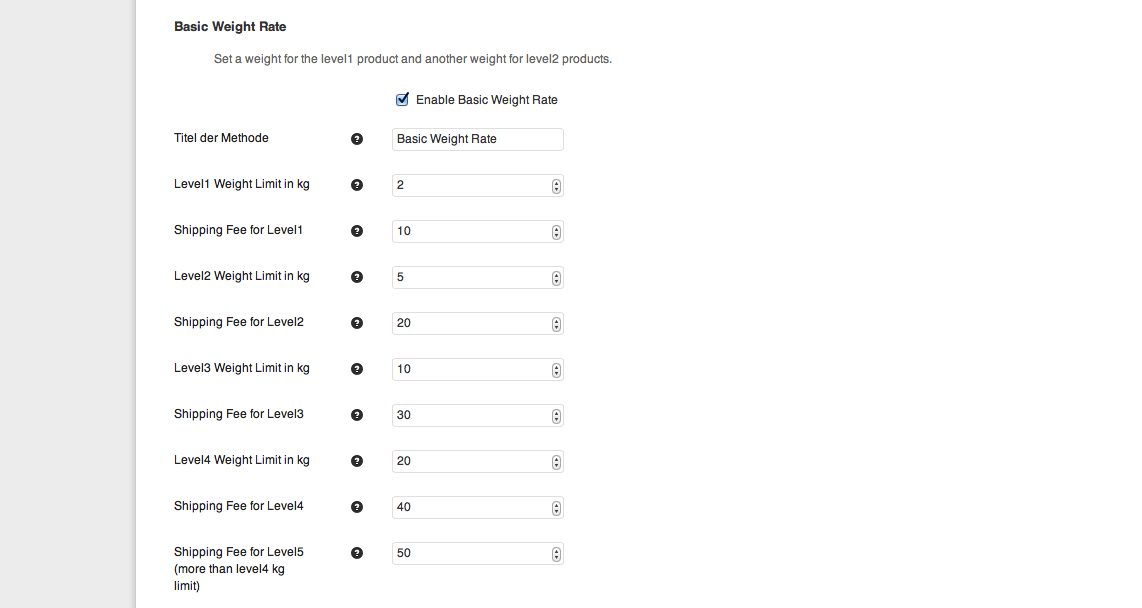 Basic Weight Rate
Set a weight for the level1 product and another weight for level2 products.
Enable Basic Weight Rate
Titel der Methode ? Basic Weight Rate
Level1 Weight Limit in kg ? 2
Shipping Fee for Level1 ? 10
Level2 Weight Limit in kg ? 5
Shipping Fee for Level2 ? 20
Level3 Weight Limit in kg ? 10
Shipping Fee for Level3 ? 30
Level4 Weight Limit in kg ? 20
Shipping Fee for Level4 ? 40
Shipping Fee for Level5 ? 50
(more than level4 kg
limit)